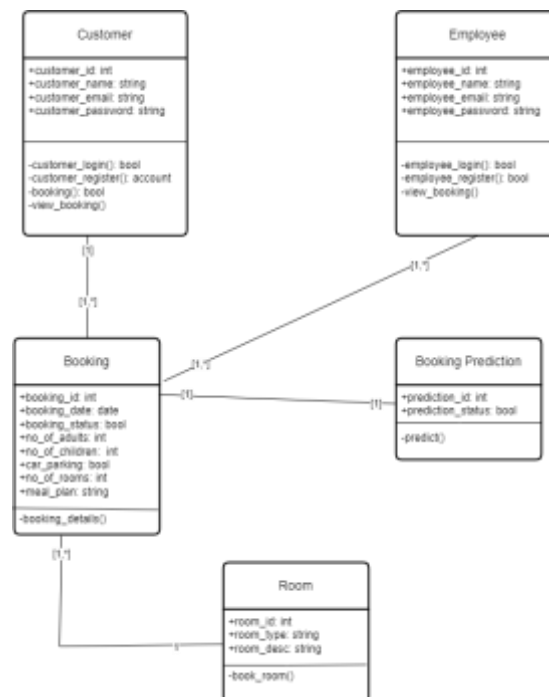 Customer
+customer_id: int
+customer_name: string
+customer_email: string
+customer_password: string
-customer_login(): bool
-customer_register(): account
-booking(): bool
-view_booking()
Employee
+employee_id: int
+employee_name: string
+employee_email: string
+employee_password: string
-employee_login(): bool
-employee_register(): bool
-view_booking()
[1]
[1,*]
[1,*]
[1,*]
Booking
+booking_id: int
+booking_date: date
+booking_status: bool
+no_of_adults: int
+no_of_children: int
+car_parking: bool
+no_of_rooms: int
+meal_plan: string
-booking_details()
[1]
[1]
Booking Prediction
+prediction_id: int
+prediction_status: bool
-predict()
[1,*]
Room
+room_id: int
+room_type: string
+room_desc: string
-book_room()